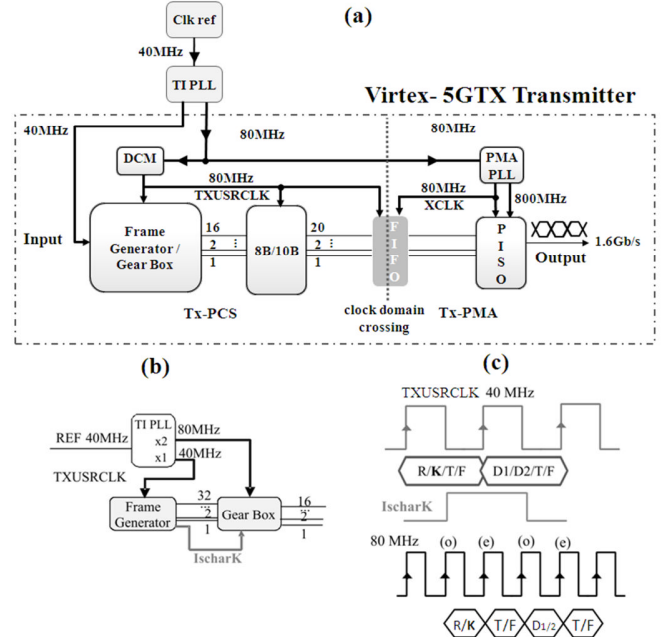 (a)
Clk ref
40MHz
TI PLL
Virtex- 5GTX Transmitter
40MHz
80MHz
80MHz
DCM
PMA
PLL
80MHz
TXUSRCLK
80MHz
XCLK
800MHz
Input
Frame
Generator /
Gear Box
16
2
1
8B/10B
20
2
1
F
I
F
O
P
I
S
O
Output
1.6Gb/s
Tx-PCS
clock domain
crossing
Tx-PMA
(b)
REF 40MHz
TI PLL
x2
x1
80MHz
40MHz
TXUSRCLK
Frame
Generator
32
2
1
Gear Box
16
2
1
IscharK
(c)
TXUSRCLK 40 MHz
R/K/T/F
D1/D2/T/F
IscharK
80 MHz
(o)
(e)
(o)
(e)
R/K
T/F
D1/2
T/F